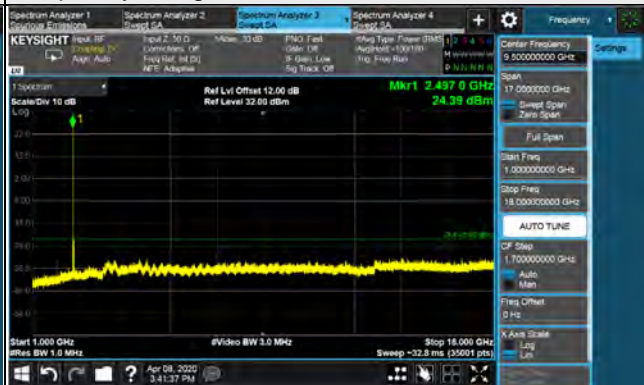 Spectrum Analyzer 1
Spurious Emissions
Spectrum Analyzer 2
Swept SA
Spectrum Analyzer 3
Swept SA
Spectrum Analyzer 4
Swept SA
+
Frequency
KEYSIGHT
Input: RF
Coupling: DC
Align: Auto
Input Z: 50 Ω
Corrections: Off
Freq Ref: Int (S)
NFE: Adaptive
Atten: 30 dB
PNO: Fast
Gate: Off
IF Gain: Low
Sig Track: Off
#Avg Type: Power (RMS)
Avg|Hold: >100/100
Trig: Free Run
1 Spectrum
Scale/Div 10 dB
Log
Ref Lvl Offset 12.00 dB
Ref Level 32.00 dBm
Mkr1 2.497 0 GHz
24.39 dBm
1
Start 1.000 GHz
#Res BW 1.0 MHz
#Video BW 3.0 MHz
Stop 18.000 GHz
Sweep ~32.8 ms (35001 pts)
Center Frequency
9.500000000 GHz
Settings
Span
17.0000000 GHz
Swept Span
Zero Span
Full Span
Start Freq
1.000000000 GHz
Stop Freq
18.000000000 GHz
AUTO TUNE
CF Step
1.700000000 GHz
Auto
Man
Freq Offset
0 Hz
X Axis Scale
Log
Lin
?
Apr 08, 2020
3:41:37 PM